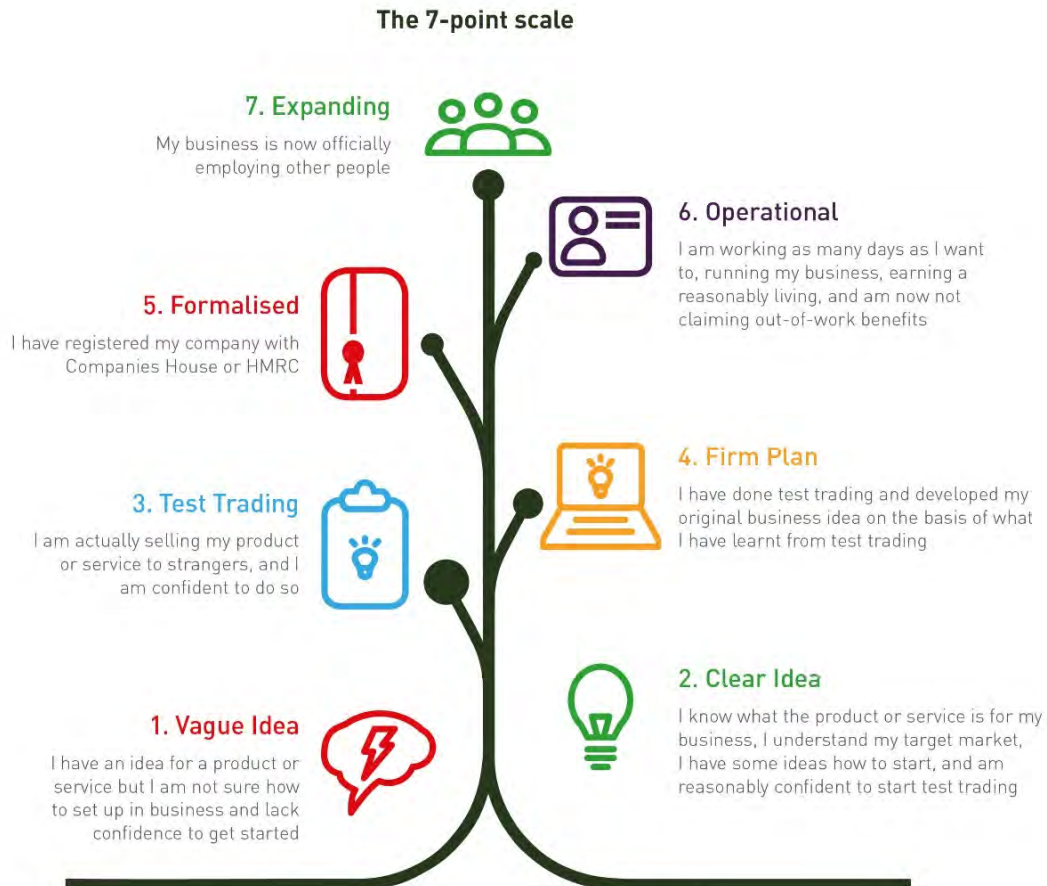 The 7-point scale
7. Expanding
My business is now officially
employing other people
6. Operational
I am working as many days as I want
to, running my business, earning a
reasonably living, and am now not
claiming out-of-work benefits
5. Formalised
I have registered my company with
Companies House or HMRC
4. Firm Plan
I have done test trading and developed my
original business idea on the basis of what
I have learnt from test trading
3. Test Trading
I am actually selling my product
or service to strangers, and I
am confident to do so
2. Clear Idea
I know what the product or service is for my
business, I understand my target market,
I have some ideas how to start, and am
reasonably confident to start test trading
1. Vague Idea
I have an idea for a product or
service but I am not sure how
to set up in business and lack
confidence to get started